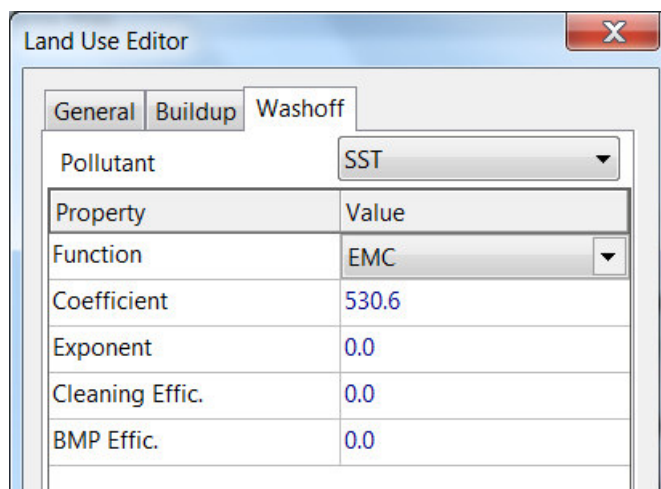 Land Use Editor
General Buildup Washoff
Pollutant SST
Property Value
Function EMC
Coefficient 530.6
Exponent 0.0
Cleaning Effic. 0.0
BMP Effic. 0.0